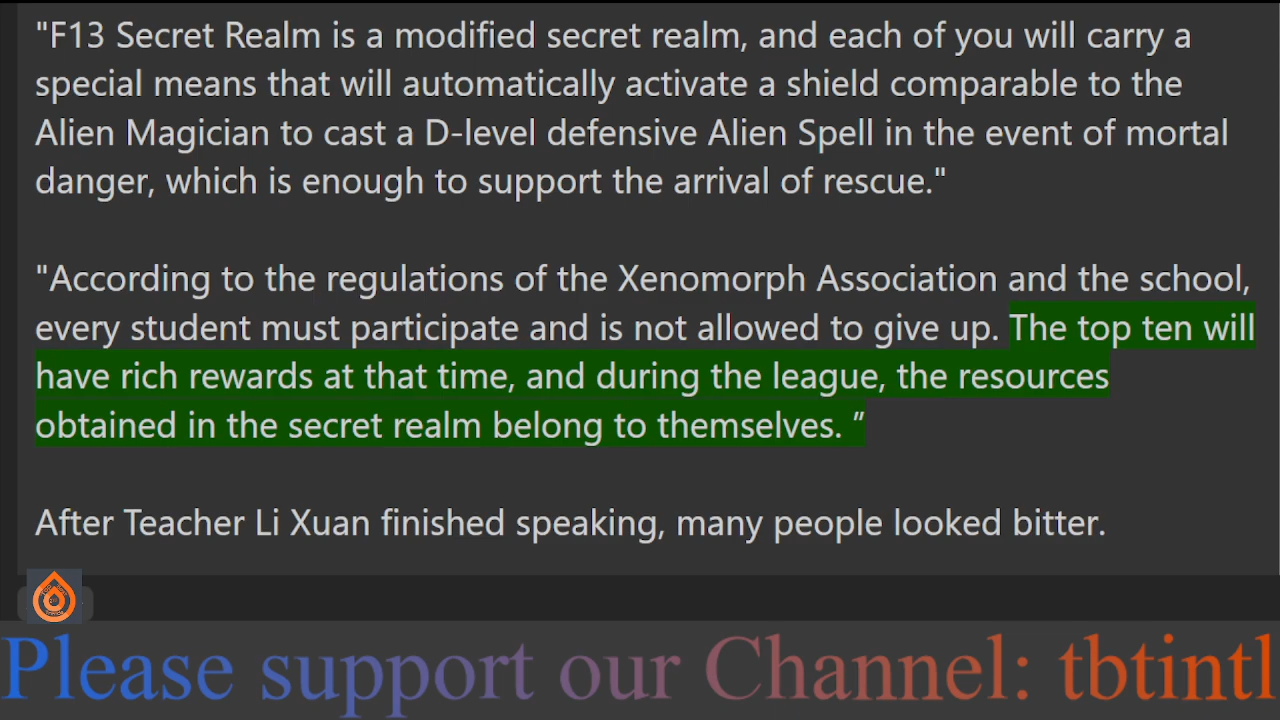 "F13 Secret Realm is a modified secret realm, and each of you will carry a
special means that will automatically activate a shield comparable to the
Alien Magician to cast a D-level defensive Alien Spell in the event of mortal
danger, which is enough to support the arrival of rescue."
"According to the regulations of the Xenomorph Association and the school,
every student must participate and is not allowed to give up. The top ten will
have rich rewards at that time, and during the league, the resources
obtained in the secret realm belong to themselves. ”
After Teacher Li Xuan finished speaking, many people looked bitter.
Please support our Channel: tbtintl